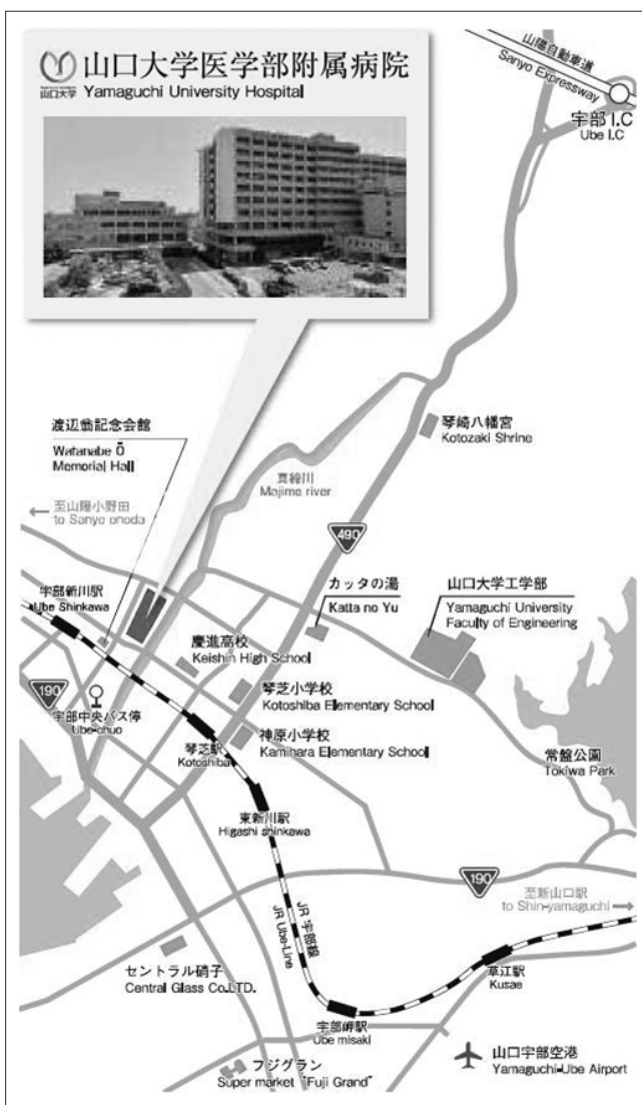 山口大学医学部附属病院
山口大学
Yamaguchi University Hospital
山陽自動車道
Sanyo Expressway
宇部I.C
Ube I.C
琴崎八幡宮
Kotozaki Shrine
渡辺翁記念会館
Watanabe Ō
Memorial Hall
真締川
Majime river
至山陽小野田
to Sanyo onoda
490
宇部新川駅
Ube Shinkawa
カッタの湯
Katta no Yu
山口大学工学部
Yamaguchi University
Faculty of Engineering
慶進高校
Keishin High School
琴芝小学校
Kotoshiba Elementary School
190
宇部中央バス停
Ube-chuo
琴芝駅
Kotoshiba
神原小学校
Kamihara Elementary School
常盤公園
Tokiwa Park
東新川駅
Higashi shinkawa
190
至新山口駅
to Shin-yamaguchi
JR宇部線
JR Ube-Line
セントラル硝子
Central Glass Co.LTD.
草江駅
Kusae
宇部岬駅
Ube misaki
山口宇部空港
Yamaguchi-Ube Airport
フジグラン
Super market "Fuji Grand"